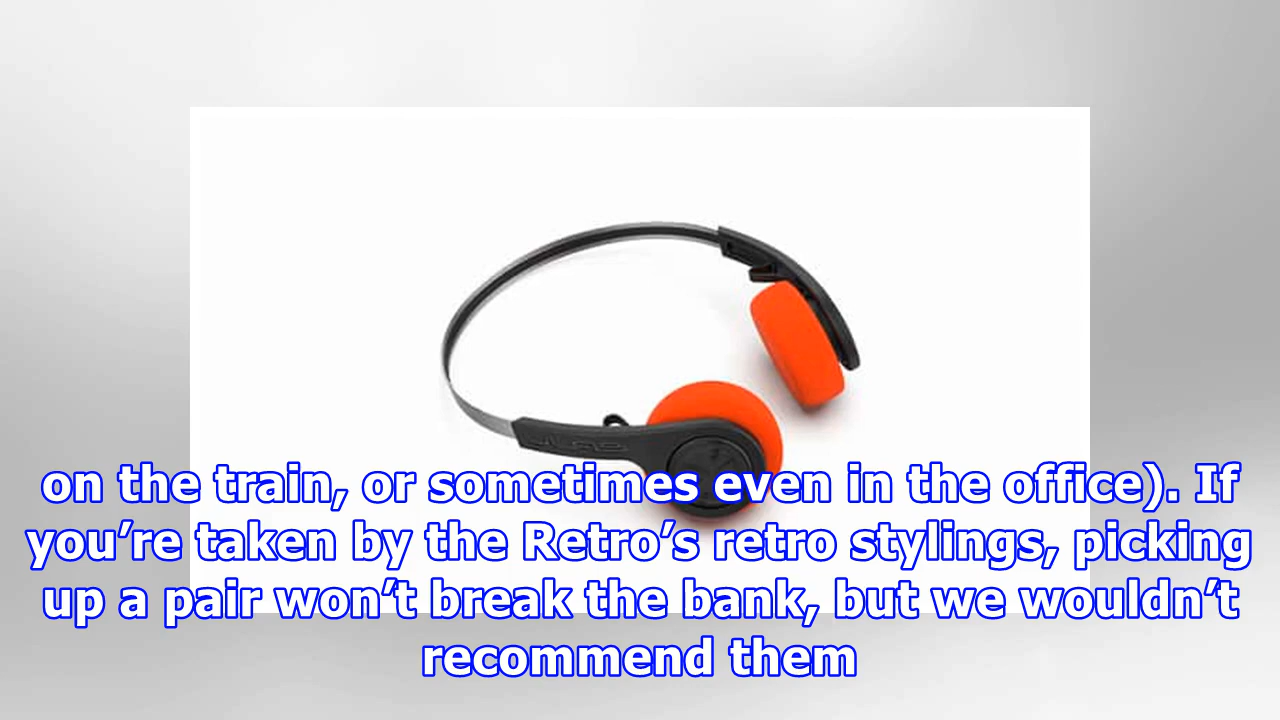 on the train, or sometimes even in the office). If
you’re taken by the Retro’s retro stylings, picking
up a pair won’t break the bank, but we wouldn’t
recommend them